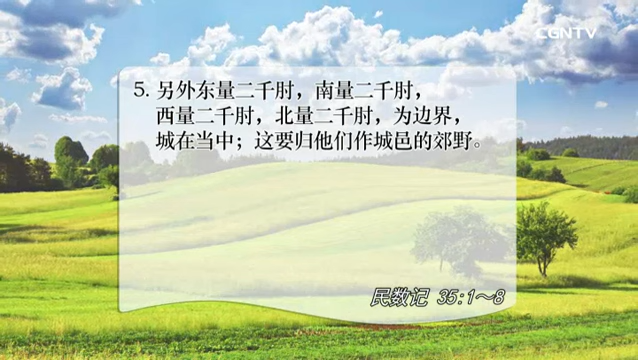 CGNTV
5. 另外东量二千肘，南量二千肘，
西量二千肘，北量二千肘，为边界，
城在当中；这要归他们作城邑的郊野。
民数记 35:1～8